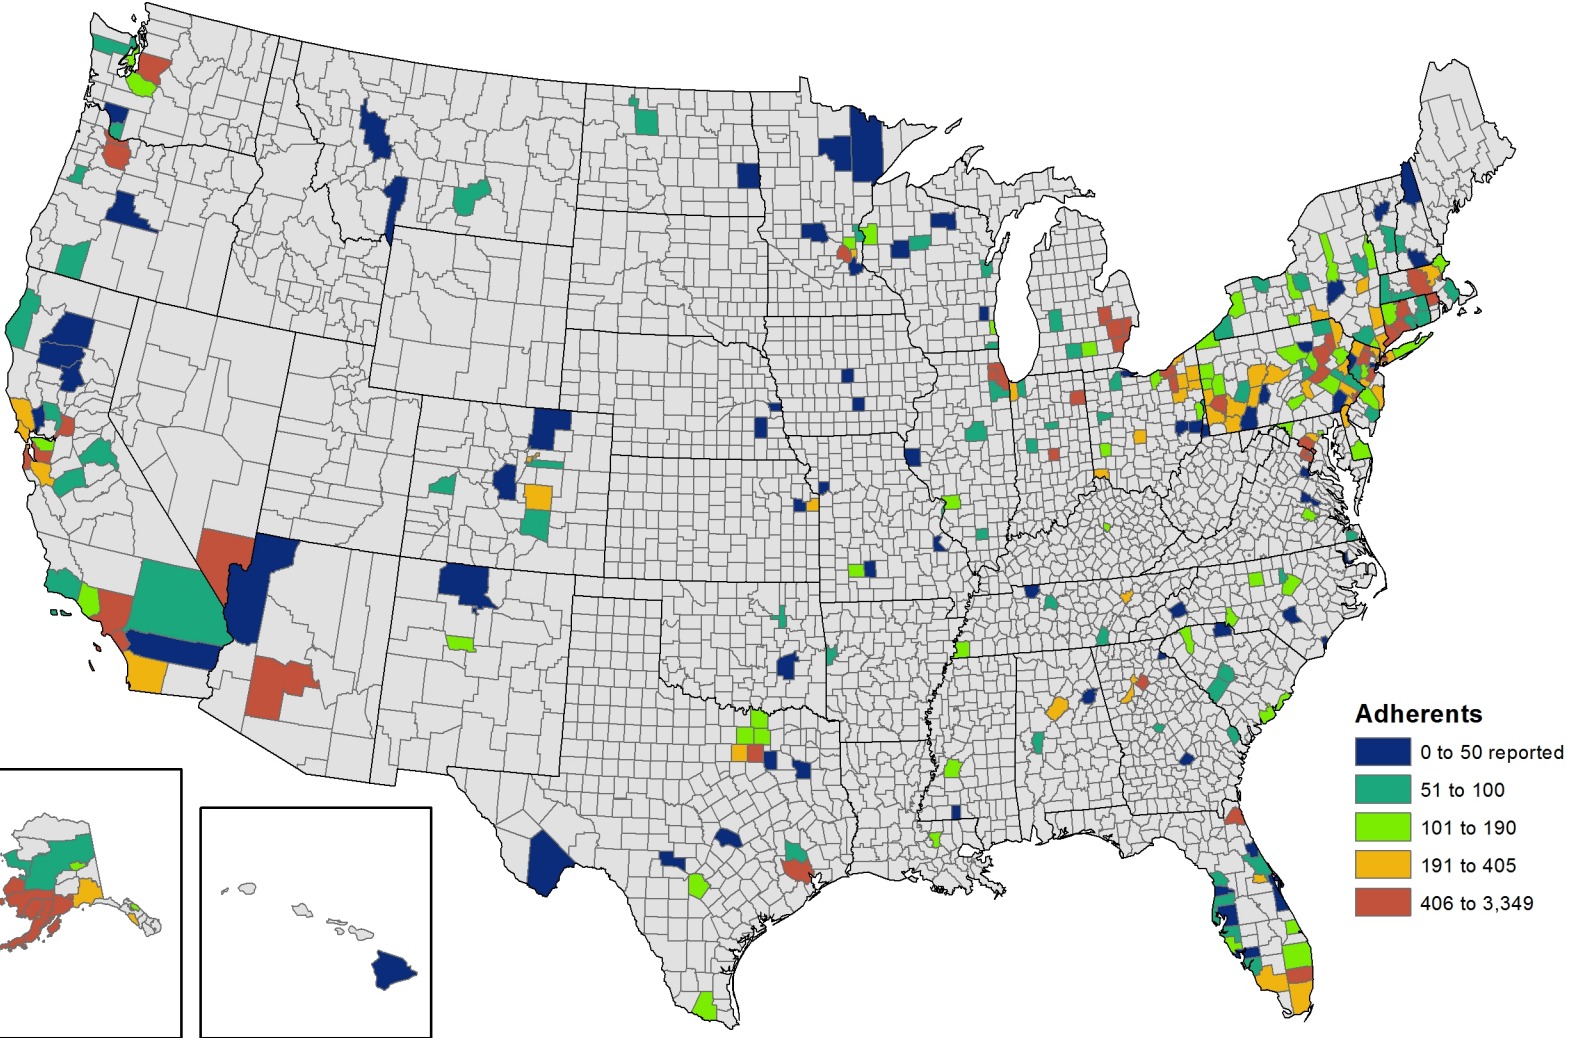 Adherents
0 to 50 reported
51 to 100
101 to 190
191 to 405
406 to 3,349